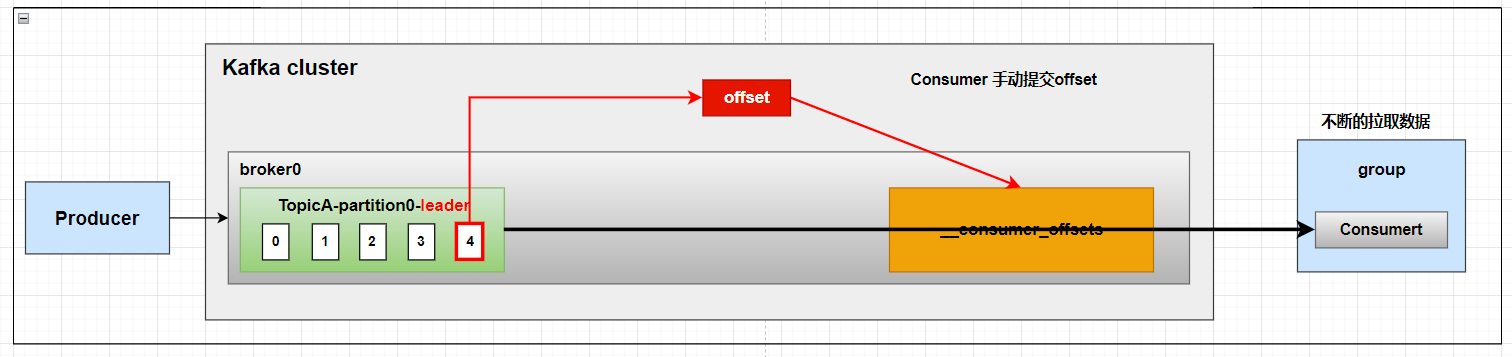 Kafka cluster
offset
Consumer 手动提交offset
不断的拉取数据
broker0
group
Producer
TopicA-partition0-leader
0 1 2 3 4
__consumer_offsets
Consumert